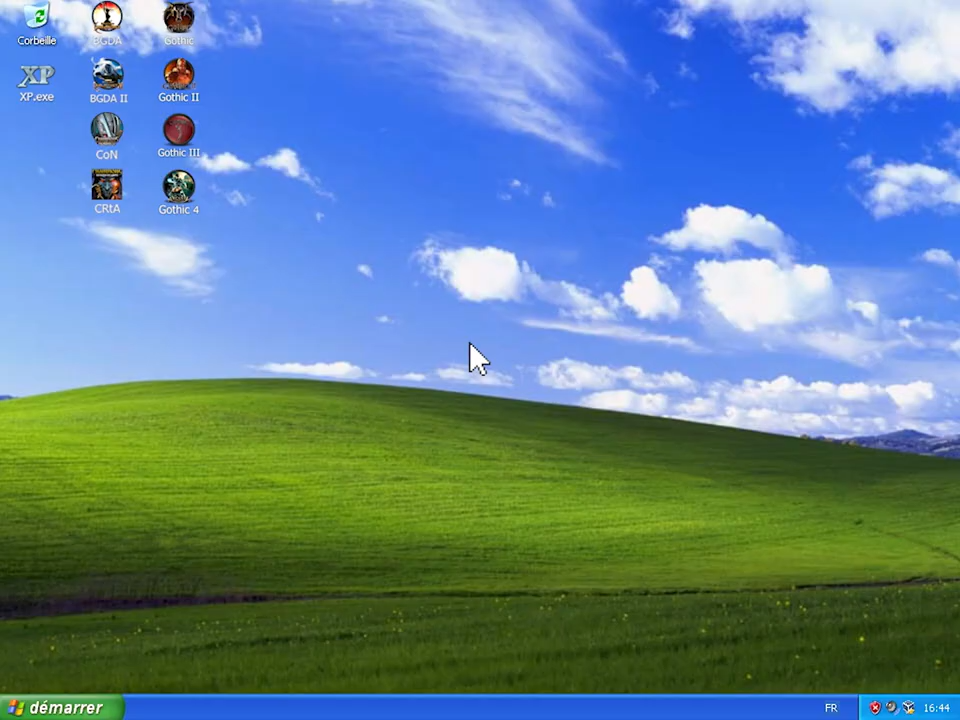 Corbeille
BGDA
Gothic
XP
XP.exe
BGDA II
Gothic II
CoN
Gothic III
CRtA
Gothic 4
démarrer
FR
16:44